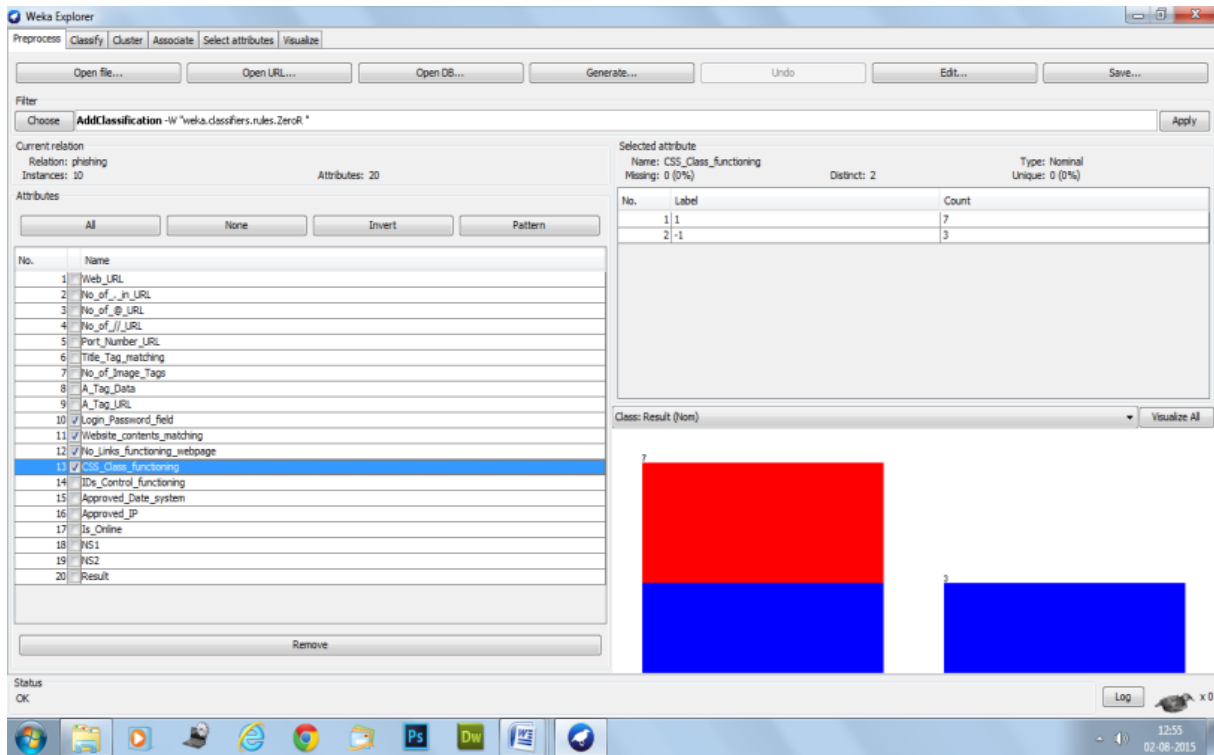 Weka Explorer
Preprocess Classify Cluster Associate Select attributes Visualize
Open file... Open URL... Open DB... Generate... Undo Edit... Save...
Filter
Choose AddClassification -W "weka.classifiers.rules.ZeroR " Apply
Current relation
Relation: phishing
Instances: 10 Attributes: 20
Attributes
All None Invert Pattern
No. Name
1 Web_URL
2 No_of_._in_URL
3 No_of_@_URL
4 No_of_//_URL
5 Port_Number_URL
6 Title_Tag_matching
7 No_of_Image_Tags
8 A_Tag_Data
9 A_Tag_URL
10 Login_Password_field
11 Website_contents_matching
12 No_Links_functioning_webpage
13 CSS_Class_functioning
14 IDs_Control_functioning
15 Approved_Date_system
16 Approved_IP
17 Is_Online
18 NS1
19 NS2
20 Result
Remove
Selected attribute
Name: CSS_Class_functioning Type: Nominal
Missing: 0 (0%) Distinct: 2 Unique: 0 (0%)
No. Label Count
1 1 7
2 -1 3
Class: Result (Nom) Visualize All
7
3
Status
OK
Log x 0
Ps Dw W
12:55
02-08-2015